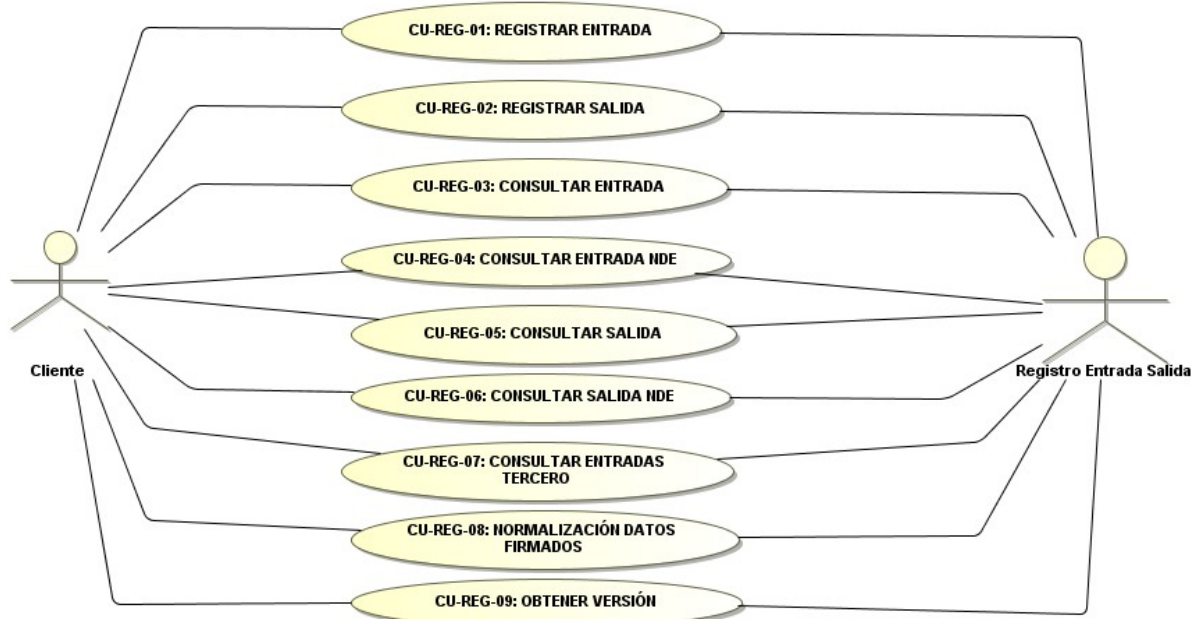 CU-REG-01: REGISTRAR ENTRADA
CU-REG-02: REGISTRAR SALIDA
CU-REG-03: CONSULTAR ENTRADA
CU-REG-04: CONSULTAR ENTRADA NDE
CU-REG-05: CONSULTAR SALIDA
Cliente
Registro Entrada Salida
CU-REG-06: CONSULTAR SALIDA NDE
CU-REG-07: CONSULTAR ENTRADAS
TERCERO
CU-REG-08: NORMALIZACIÓN DATOS
FIRMADOS
CU-REG-09: OBTENER VERSIÓN